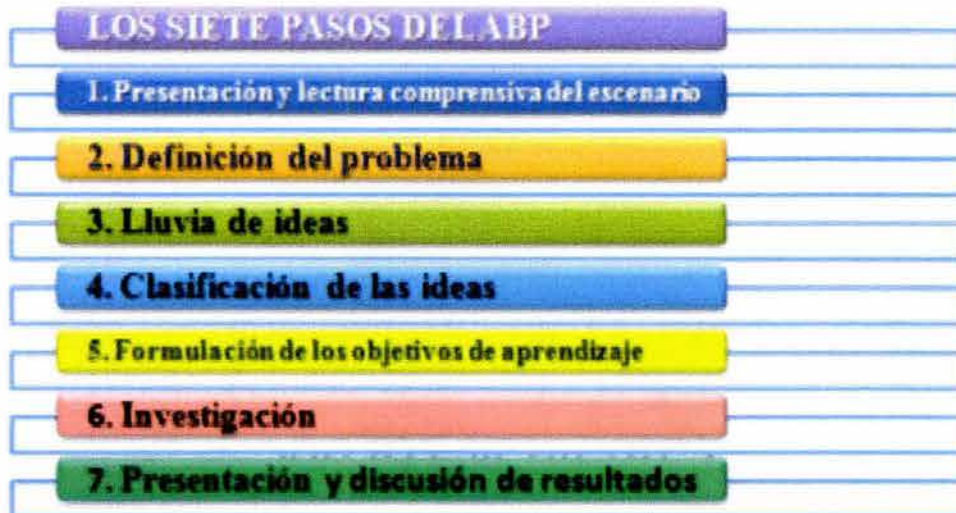 LOS SIETE PASOS DEL ABP
1. Presentación y lectura comprensiva del escenario
2. Definición del problema
3. Lluvia de ideas
4. Clasificación de las ideas
5. Formulación de los objetivos de aprendizaje
6. Investigación
7. Presentación y discusión de resultados